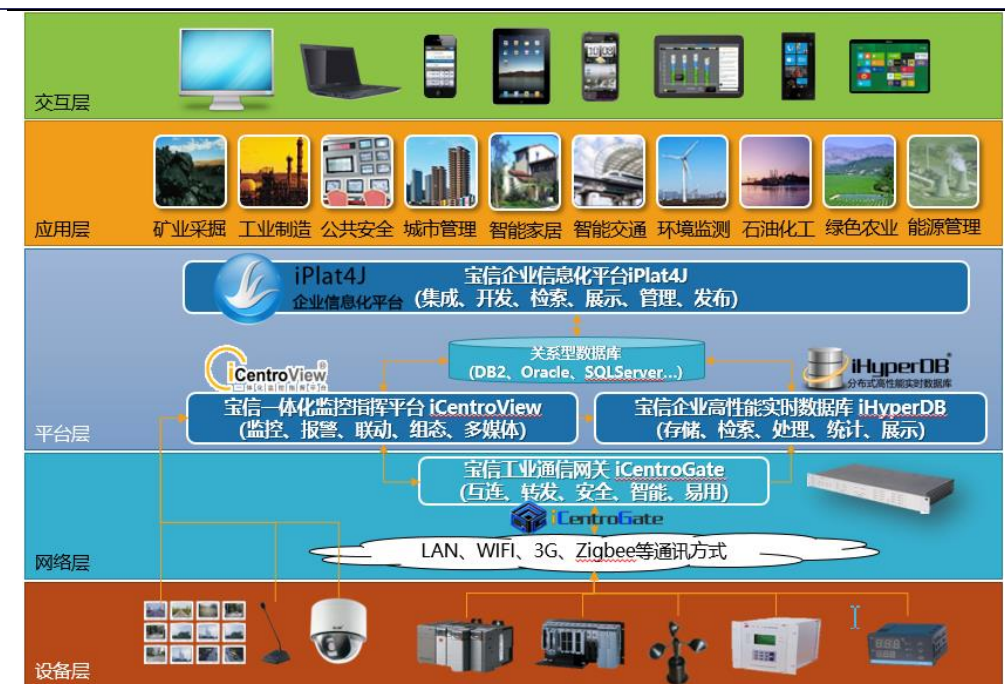 交互层
应用层
矿业采掘 工业制造 公共安全 城市管理 智能家居 智能交通 环境监测 石油化工 绿色农业 能源管理
iPlat4J
企业信息化平台
宝信企业信息化平台iPlat4J
(集成、开发、检索、展示、管理、发布)
关系型数据库
(DB2、Oracle、SQLServer...)
iCentroView
一体化监控指挥平台
iHyperDB
分布式高性能实时数据库
平台层
宝信一体化监控指挥平台 iCentroView
(监控、报警、联动、组态、多媒体)
宝信企业高性能实时数据库 iHyperDB
(存储、检索、处理、统计、展示)
宝信工业通信网关 iCentroGate
(互连、转发、安全、智能、易用)
iCentroGate
LAN、WIFI、3G、Zigbee等通讯方式
网络层
设备层